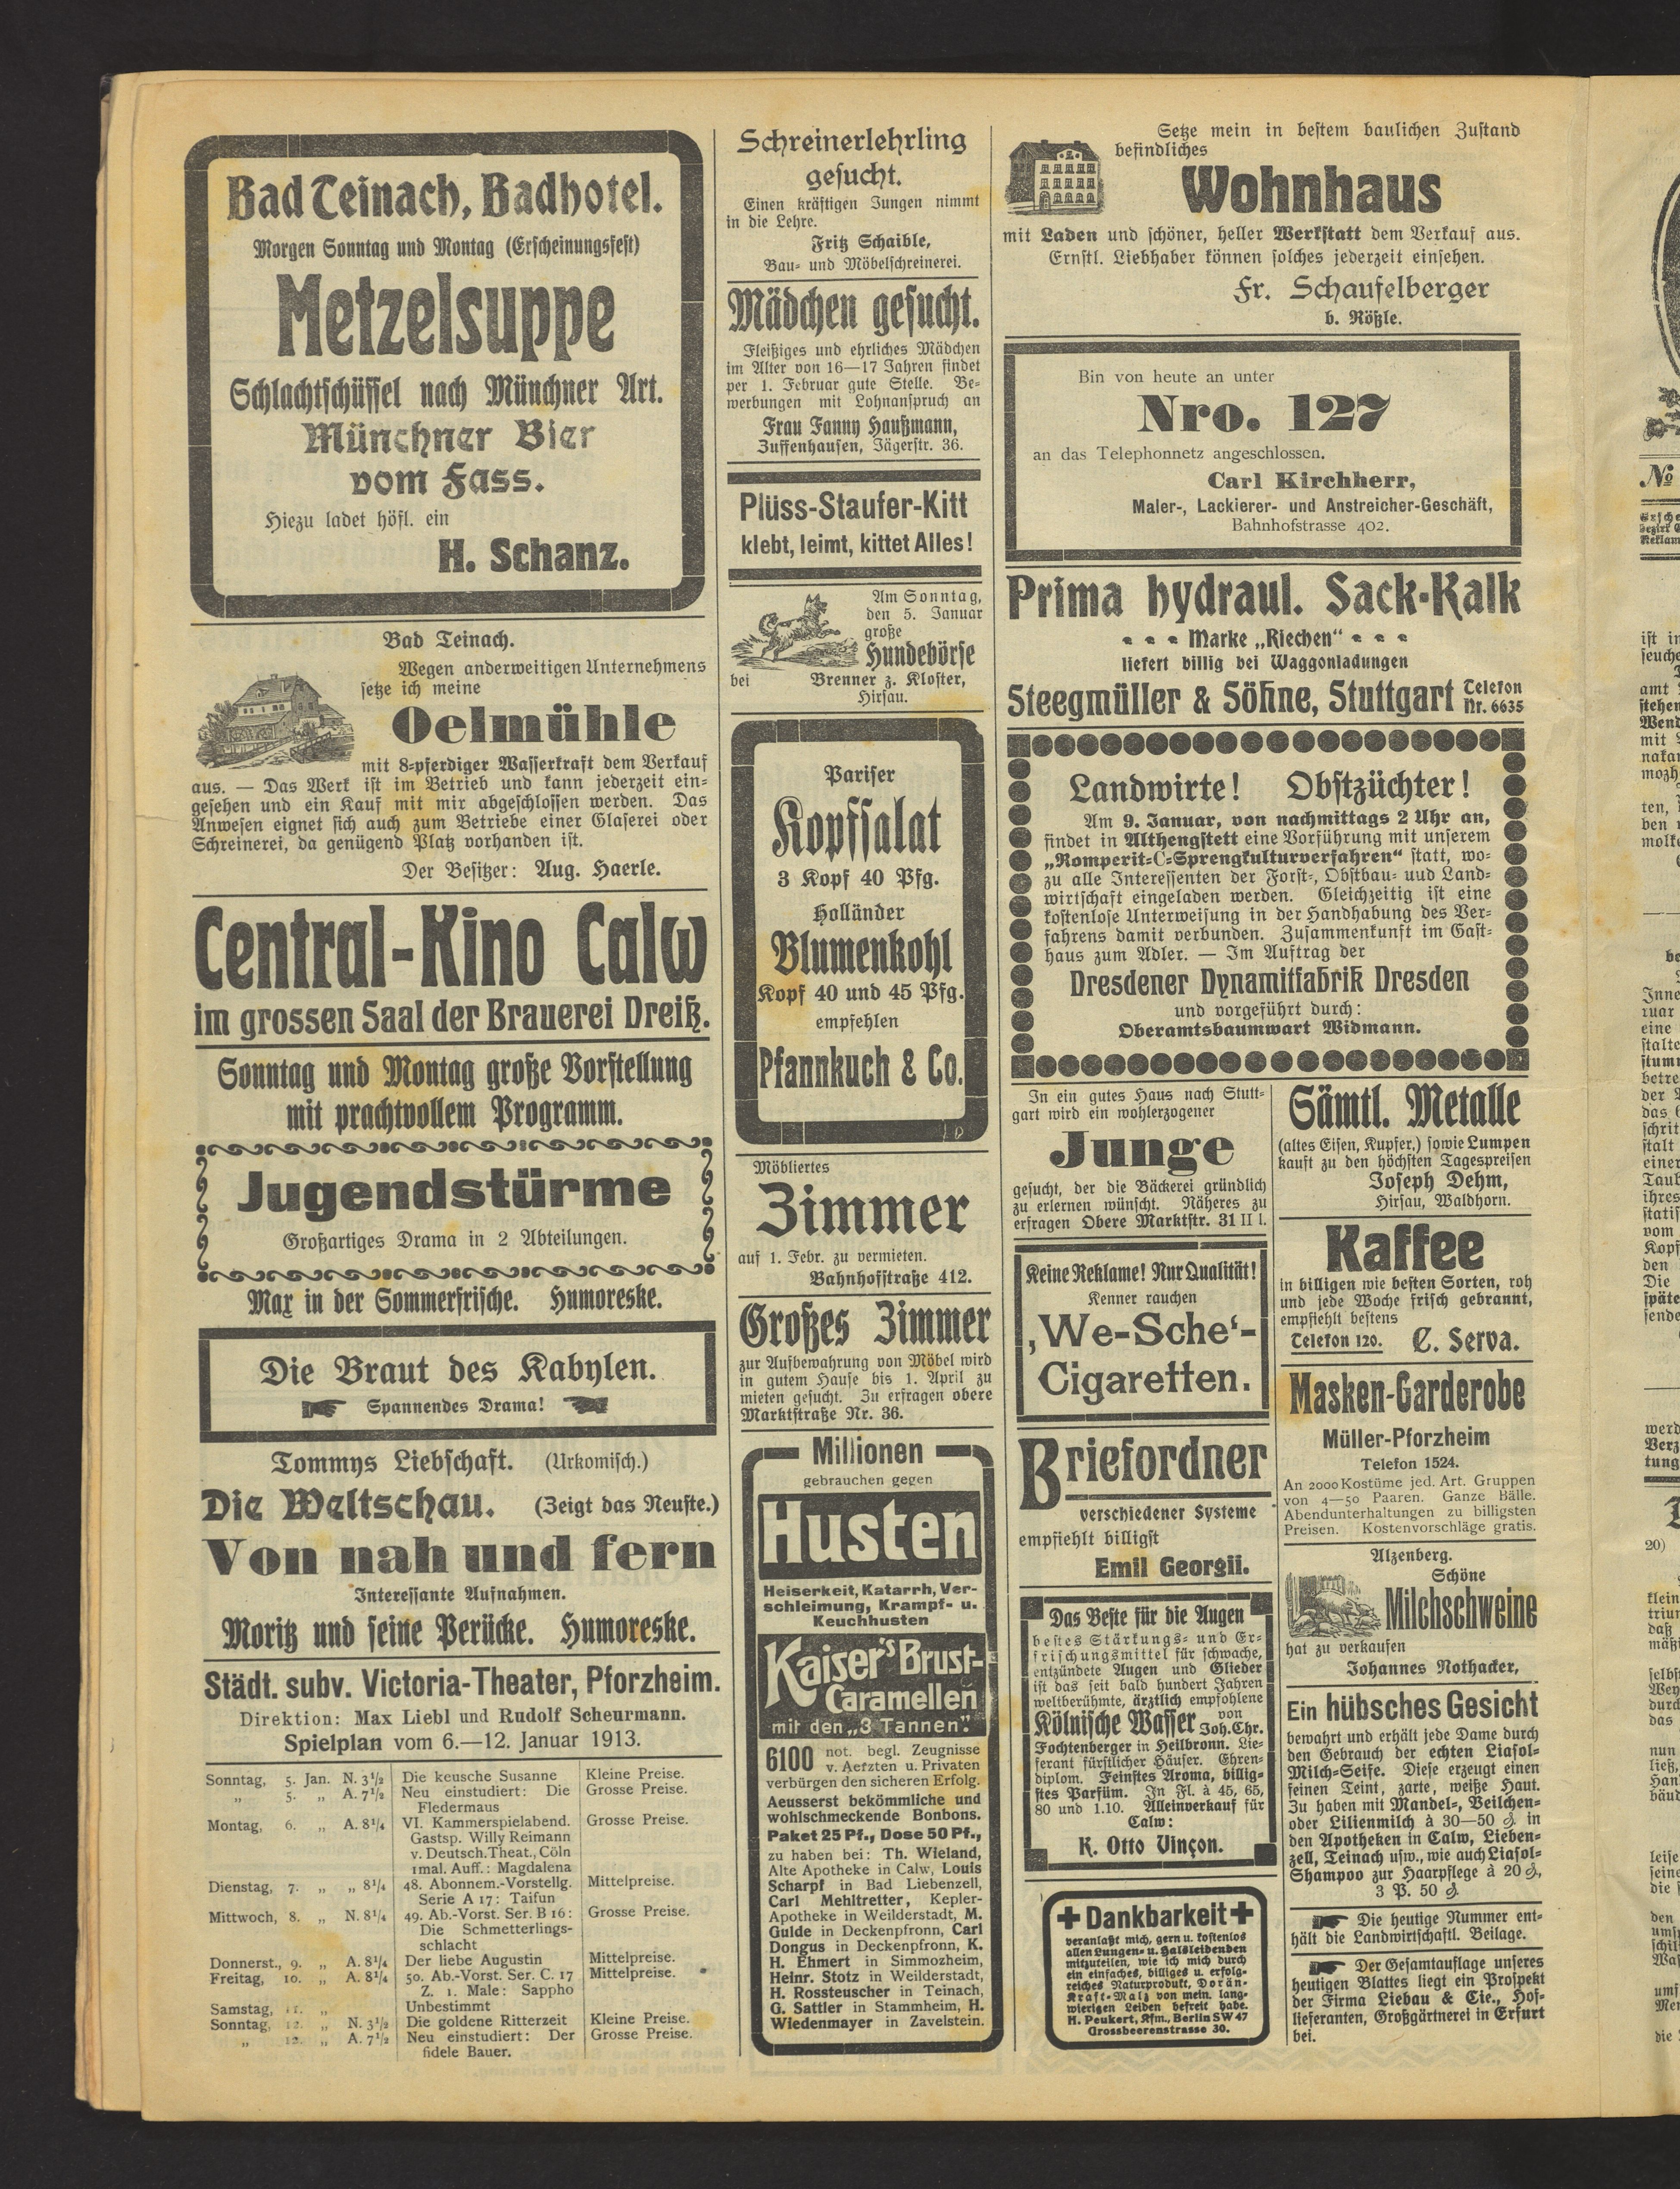 Bad Teinach, Badhotel.
Morgen Sonntag und Montag (Erscheinungsfest)
Metzelsuppe
Schlachtschüssel nach Münchner Art.
Münchner Bier
vom Fass.
Hiezu ladet höfl. ein
H. Schanz.
Bad Teinach.
Wegen anderweitigen Unternehmens
setze ich meine
Oelmühle
mit 8=pferdiger Wasserkraft dem Verkauf
aus. — Das Werk ist im Betrieb und kann jederzeit ein=
gesehen und ein Kauf mit mir abgeschlossen werden. Das
Anwesen eignet sich auch zum Betriebe einer Glaserei oder
Schreinerei, da genügend Platz vorhanden ist.
Der Besitzer: Aug. Haerle.
Central-Kino Calw
im grossen Saal der Brauerei Dreiß.
Sonntag und Montag große Vorstellung
mit prachtvollem Programm.
Jugendstürme
Großartiges Drama in 2 Abteilungen.
Max in der Sommerfrische. Humoreske.
Die Braut des Kabylen.
Spannendes Drama!
Tommys Liebschaft. (Urkomisch.)
Die Weltschau. (Zeigt das Neuste.)
Von nah und fern
Interessante Aufnahmen.
Moritz und seine Perücke. Humoreske.
Städt. subv. Victoria-Theater, Pforzheim.
Direktion: Max Liebl und Rudolf Scheurmann.
Spielplan vom 6.—12. Januar 1913.
Sonntag, 5. Jan. N. 3½ Die keusche Susanne Kleine Preise.
„ 5. „ A. 7½ Neu einstudiert: Die Grosse Preise.
Fledermaus
Montag, 6. „ A. 8¼ VI. Kammerspielabend. Grosse Preise.
Gastsp. Willy Reimann
v. Deutsch. Theat., Cöln
1mal. Auff.: Magdalena
Dienstag, 7. „ „ 8¼ 48. Abonnem.-Vorstellg. Mittelpreise.
Serie A 17: Taifun
Mittwoch, 8. „ N. 8¼ 49. Ab.-Vorst. Ser. B 16: Grosse Preise.
Die Schmetterlings-
schlacht
Donnerst., 9. „ A. 8¼ Der liebe Augustin Mittelpreise.
Freitag, 10. „ A. 8¼ 50. Ab.-Vorst. Ser. C. 17 Mittelpreise.
Z. 1. Male: Sappho
Samstag, 11. „ Unbestimmt
Sonntag, 12. „ N. 3½ Die goldene Ritterzeit Kleine Preise.
„ 12. „ A. 7½ Neu einstudiert: Der Grosse Preise.
fidele Bauer.
Schreinerlehrling
gesucht.
Einen kräftigen Jungen nimmt
in die Lehre.
Fritz Schaible,
Bau= und Möbelschreinerei.
Mädchen gesucht.
Fleißiges und ehrliches Mädchen
im Alter von 16—17 Jahren findet
per 1. Februar gute Stelle. Be=
werbungen mit Lohnanspruch an
Frau Fanny Haußmann,
Zuffenhausen, Jägerstr. 36.
Plüss-Staufer-Kitt
klebt, leimt, kittet Alles!
Am Sonntag,
den 5. Januar
große
Hundebörse
bei Brenner z. Kloster,
Hirsau.
Pariser
Kopfsalat
3 Kopf 40 Pfg.
Holländer
Blumenkohl
Kopf 40 und 45 Pfg.
empfehlen
Pfannkuch & Co.
Möbliertes
Zimmer
auf 1. Febr. zu vermieten.
Bahnhofstraße 412.
Großes Zimmer
zur Aufbewahrung von Möbel wird
in gutem Hause bis 1. April zu
mieten gesucht. Zu erfragen obere
Marktstraße Nr. 36.
Millionen
gebrauchen gegen
Husten
Heiserkeit, Katarrh, Ver-
schleimung, Krampf- u.
Keuchhusten
Kaiser's Brust-
Caramellen
mit den „3 Tannen".
6100 not. begl. Zeugnisse
v. Aerzten u. Privaten
verbürgen den sicheren Erfolg.
Aeusserst bekömmliche und
wohlschmeckende Bonbons.
Paket 25 Pf., Dose 50 Pf.,
zu haben bei: Th. Wieland,
Alte Apotheke in Calw, Louis
Scharpf in Bad Liebenzell,
Carl Mehltretter, Kepler-
Apotheke in Weilderstadt, M.
Gulde in Deckenpfronn, Carl
Dongus in Deckenpfronn, K.
H. Ehmert in Simmozheim,
Heinr. Stotz in Weilderstadt,
H. Rossteuscher in Teinach,
G. Sattler in Stammheim, H.
Wiedenmayer in Zavelstein.
Setze mein in bestem baulichen Zustand
befindliches
Wohnhaus
mit Laden und schöner, heller Werkstatt dem Verkauf aus.
Ernstl. Liebhaber können solches jederzeit einsehen.
Fr. Schaufelberger
b. Rößle.
Bin von heute an unter
Nro. 127
an das Telephonnetz angeschlossen.
Carl Kirchherr,
Maler-, Lackierer- und Anstreicher-Geschäft,
Bahnhofstrasse 402.
Prima hydraul. Sack-Kalk
Marke „Riechen"
liefert billig bei Waggonladungen
Steegmüller & Söhne, Stuttgart Telefon
Nr. 6635
Landwirte! Obstzüchter!
Am 9. Januar, von nachmittags 2 Uhr an,
findet in Althengstett eine Vorführung mit unserem
„Romperit=C=Sprengkulturverfahren" statt, wo=
zu alle Interessenten der Forst=, Obstbau= uud Land=
wirtschaft eingeladen werden. Gleichzeitig ist eine
kostenlose Unterweisung in der Handhabung des Ver=
fahrens damit verbunden. Zusammenkunft im Gast=
haus zum Adler. — Im Auftrag der
Dresdener Dynamitfabrik Dresden
und vorgeführt durch:
Oberamtsbaumwart Widmann.
In ein gutes Haus nach Stutt=
gart wird ein wohlerzogener
Junge
gesucht, der die Bäckerei gründlich
zu erlernen wünscht. Näheres zu
erfragen Obere Marktstr. 31 II l.
Keine Reklame! Nur Qualität!
Kenner rauchen
‚We-Sche'-
Cigaretten.
Briefordner
verschiedener Systeme
empfiehlt billigst
Emil Georgii.
Das Beste für die Augen
bestes Stärkungs= und Er=
frischungsmittel für schwache,
entzündete Augen und Glieder
ist das seit bald hundert Jahren
weltberühmte, ärztlich empfohlene
Kölnische Wasser von
Joh. Chr.
Fochtenberger in Heilbronn. Lie=
ferant fürstlicher Häuser. Ehren=
diplom. Feinstes Aroma, billig=
stes Parfüm. In Fl. à 45, 65,
80 und 1.10. Alleinverkauf für
Calw:
K. Otto Vinçon.
+ Dankbarkeit +
veranlaßt mich, gern u. kostenlos
allen Lungen= u. Halsleidenden
mitzuteilen, wie ich mich durch
ein einfaches, billiges u. erfolg=
reiches Naturprodukt, Dorän=
Kraft=Malz von mein. lang=
wierigen Leiden befreit habe.
H. Peukert, Kfm., Berlin SW 47
Grossbeerenstrasse 30.
Sämtl. Metalle
(altes Eisen, Kupfer,) sowie Lumpen
kauft zu den höchsten Tagespreisen
Joseph Dehm,
Hirsau, Waldhorn.
Kaffee
in billigen wie besten Sorten, roh
und jede Woche frisch gebrannt,
empfiehlt bestens
Telefon 120. C. Serva.
Masken-Garderobe
Müller-Pforzheim
Telefon 1524.
An 2000 Kostüme jed. Art. Gruppen
von 4—50 Paaren. Ganze Bälle.
Abendunterhaltungen zu billigsten
Preisen. Kostenvorschläge gratis.
Alzenberg.
Schöne
Milchschweine
hat zu verkaufen
Johannes Nothacker,
Ein hübsches Gesicht
bewahrt und erhält jede Dame durch
den Gebrauch der echten Liasol=
Milch=Seife. Diese erzeugt einen
feinen Teint, zarte, weiße Haut.
Zu haben mit Mandel=, Veilchen=
oder Lilienmilch à 30—50 ₰ in
den Apotheken in Calw, Lieben=
zell, Teinach usw., wie auch Liasol=
Shampoo zur Haarpflege à 20 ₰,
3 P. 50 ₰
Die heutige Nummer ent=
hält die Landwirtschaftl. Beilage.
Der Gesamtauflage unseres
heutigen Blattes liegt ein Prospekt
der Firma Liebau & Cie., Hof=
lieferanten, Großgärtnerei in Erfurt
bei.